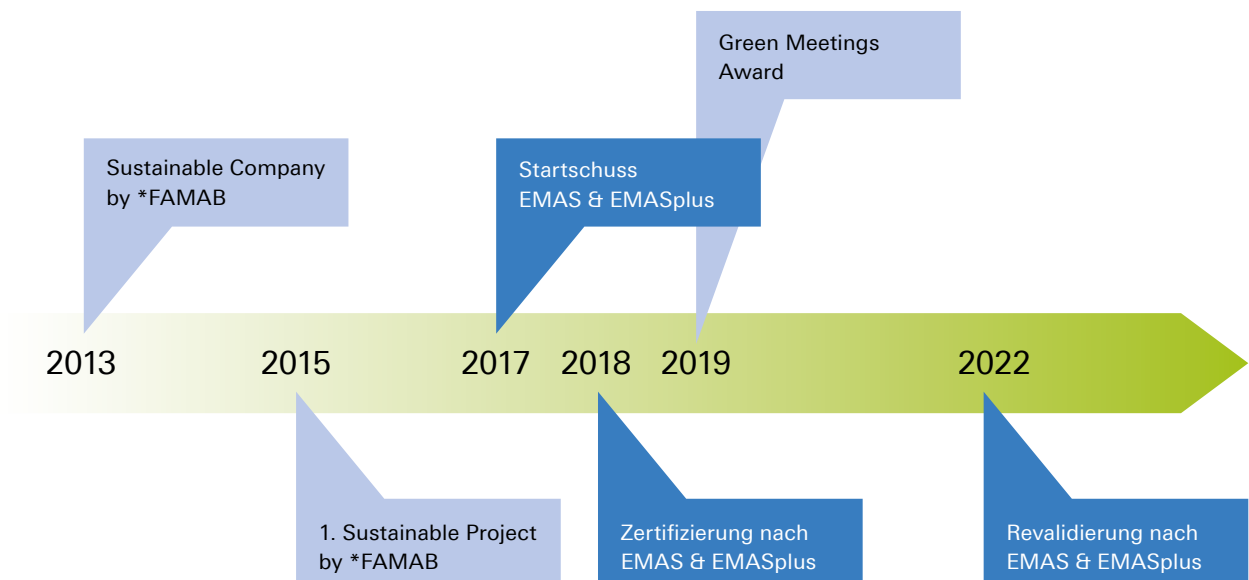 Green Meetings
Award
Sustainable Company
by *FAMAB
Startschuss
EMAS & EMASplus
2013
2015
2017
2018
2019
2022
1. Sustainable Project
by *FAMAB
Zertifizierung nach
EMAS & EMASplus
Revalidierung nach
EMAS & EMASplus